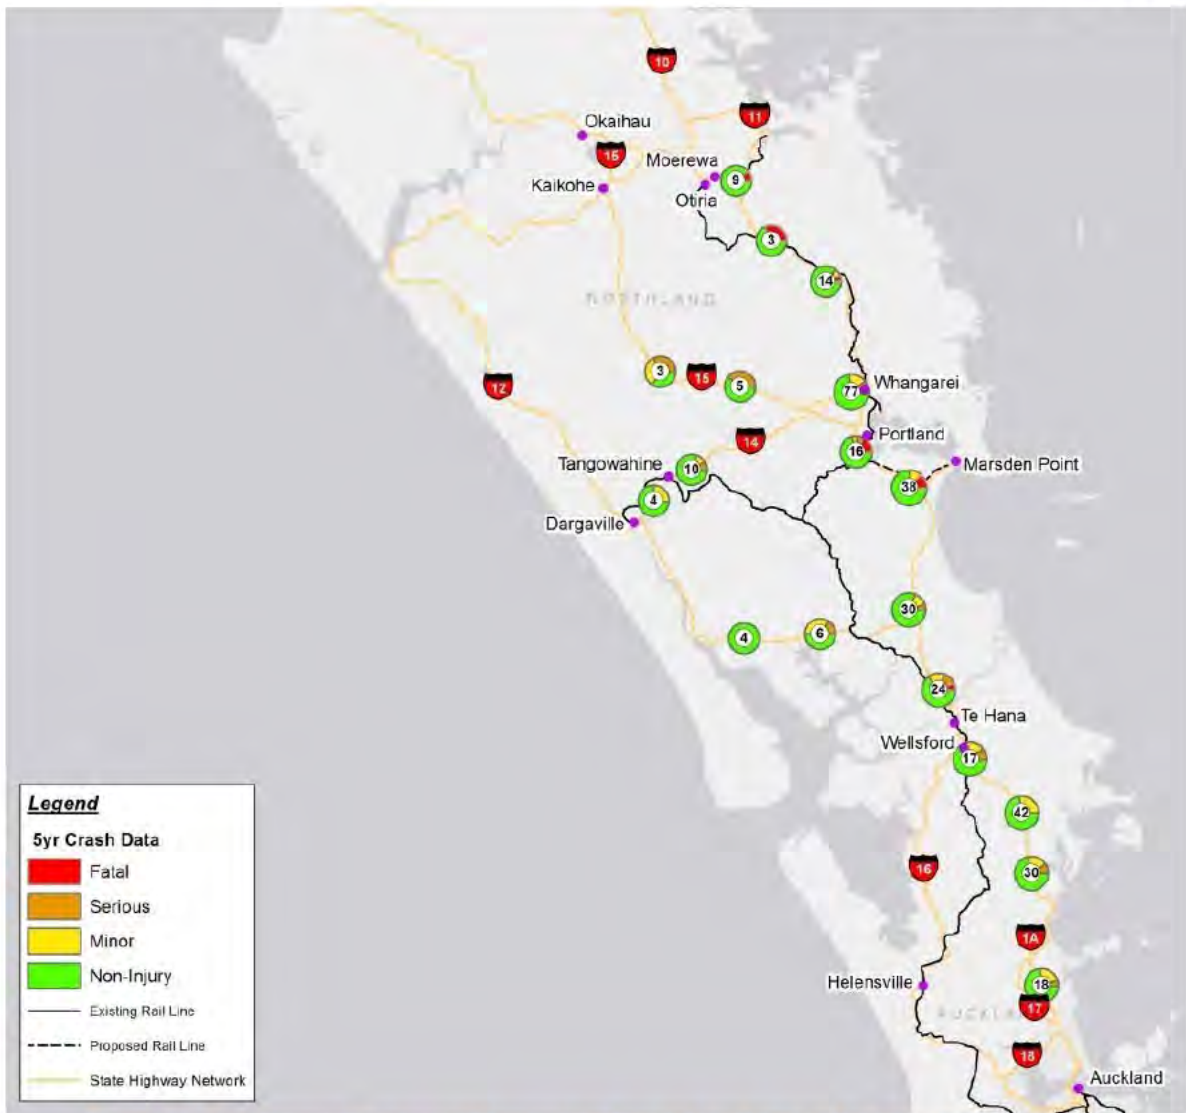 10
11
Okaihau
15
Moerewa
9
Kaikohe
Otiria
3
14
NORTHLAND
3
15
5
12
77
Whangarei
14
Portland
16
Tangowahine
10
Marsden Point
38
4
Dargaville
30
4
6
24
Te Hana
Wellsford
17
42
16
30
1A
Helensville
18
17
AUCKLAND
18
Auckland
Legend
5yr Crash Data
Fatal
Serious
Minor
Non-Injury
Existing Rail Line
Proposed Rail Line
State Highway Network